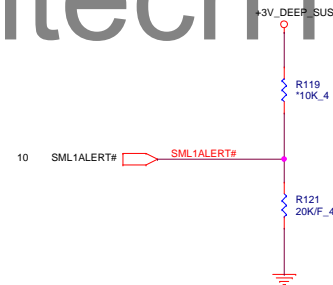 +3V_DEEP_SUS
R119
*10K_4
10 SML1ALERT# SML1ALERT#
R121
20K/F_4